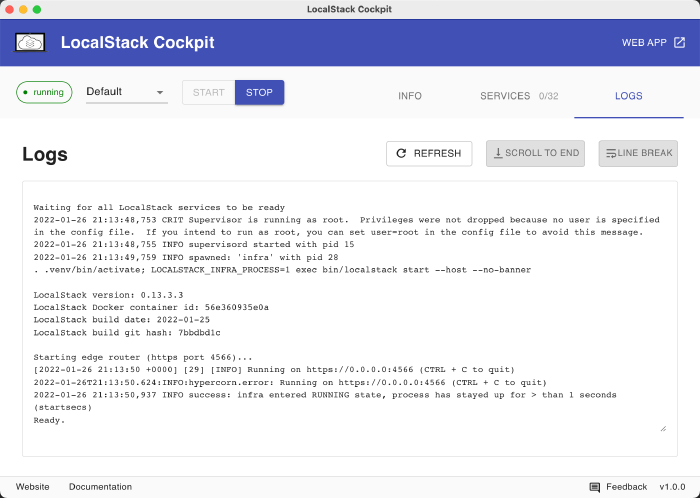 LocalStack Cockpit
LocalStack Cockpit
WEB APP
running
Default
START
STOP
INFO
SERVICES 0/32
LOGS
Logs
REFRESH
SCROLL TO END
LINE BREAK
Waiting for all LocalStack services to be ready
2022-01-26 21:13:48,753 CRIT Supervisor is running as root.  Privileges were not dropped because no user is specified
in the config file.  If you intend to run as root, you can set user=root in the config file to avoid this message.
2022-01-26 21:13:48,755 INFO supervisord started with pid 15
2022-01-26 21:13:49,759 INFO spawned: 'infra' with pid 28
. .venv/bin/activate; LOCALSTACK_INFRA_PROCESS=1 exec bin/localstack start --host --no-banner
LocalStack version: 0.13.3.3
LocalStack Docker container id: 56e360935e0a
LocalStack build date: 2022-01-25
LocalStack build git hash: 7bbdbd1c
Starting edge router (https port 4566)...
[2022-01-26 21:13:50 +0000] [29] [INFO] Running on https://0.0.0.0:4566 (CTRL + C to quit)
2022-01-26T21:13:50.624:INFO:hypercorn.error: Running on https://0.0.0.0:4566 (CTRL + C to quit)
2022-01-26 21:13:50,937 INFO success: infra entered RUNNING state, process has stayed up for > than 1 seconds
(startsecs)
Ready.
Website
Documentation
Feedback
v1.0.0